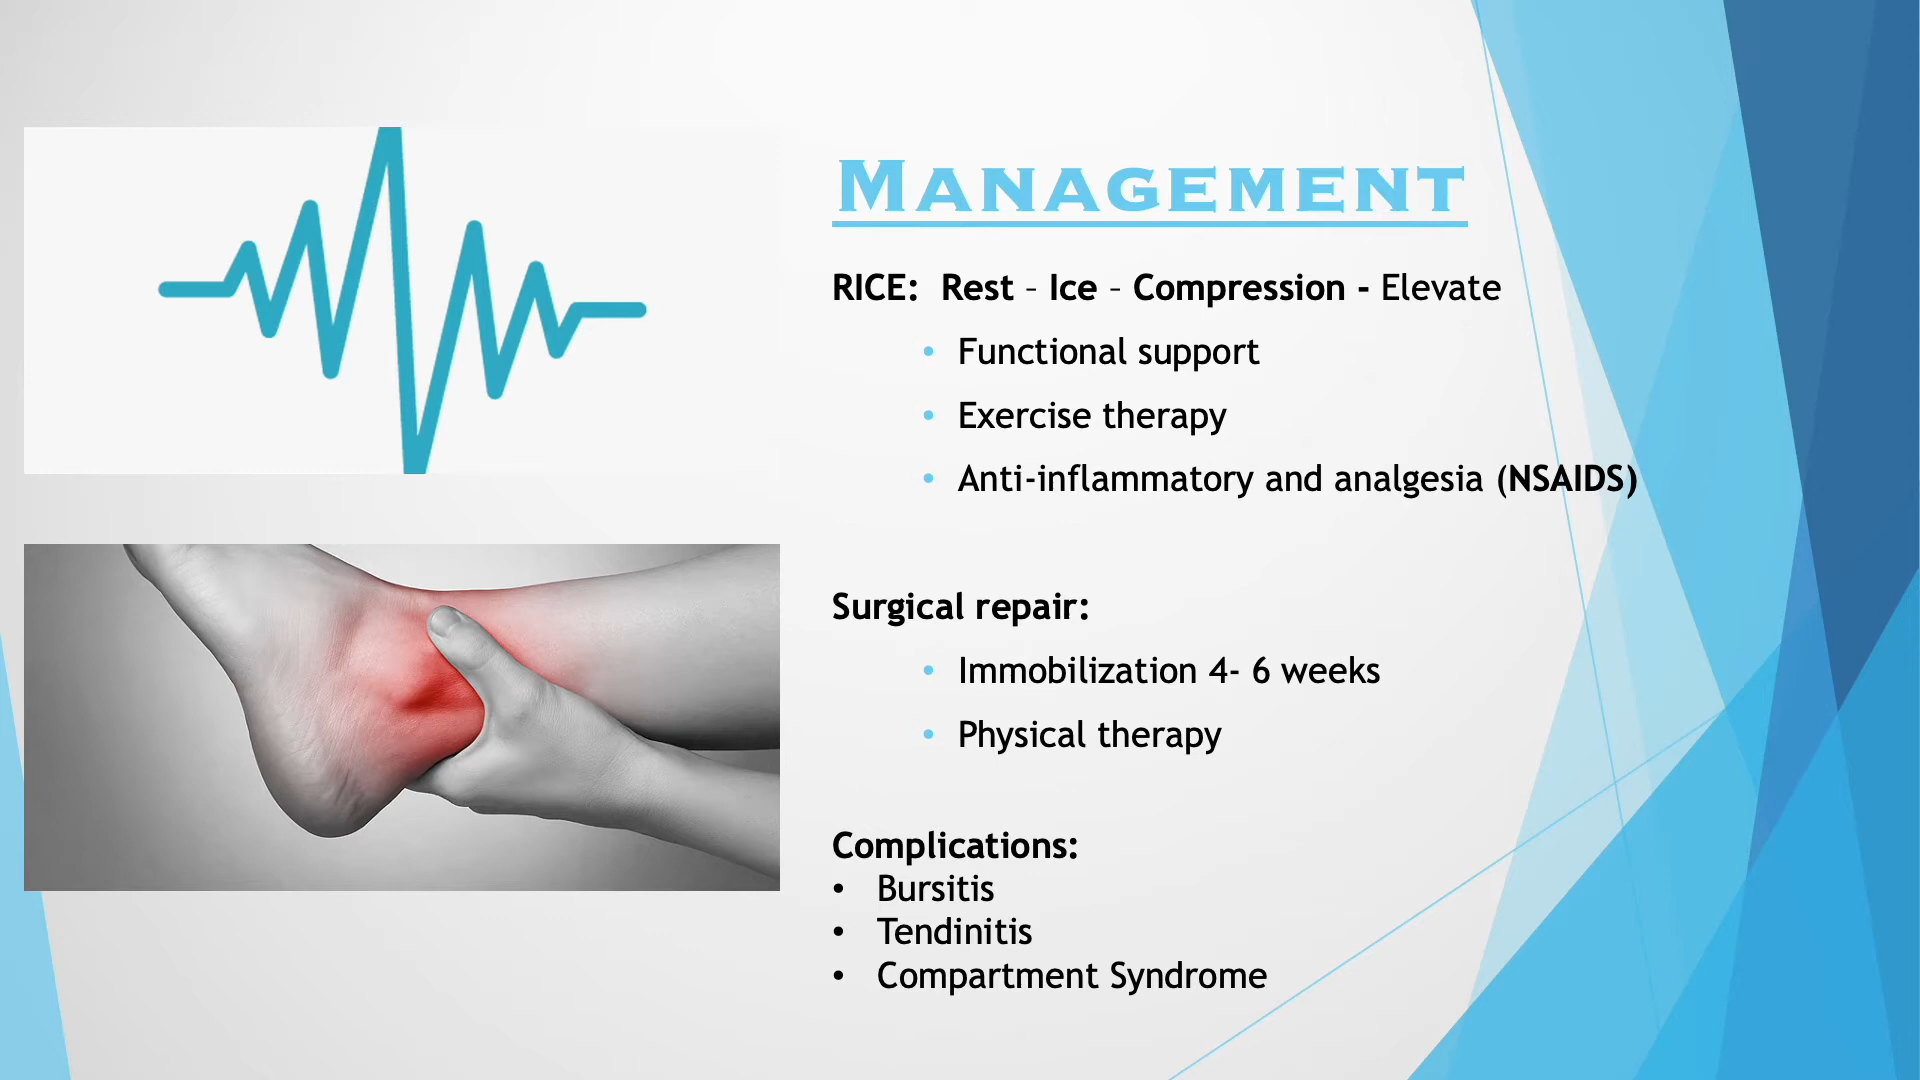 Management
RICE:  Rest – Ice – Compression - Elevate
• Functional support
• Exercise therapy
• Anti-inflammatory and analgesia (NSAIDS)
Surgical repair:
• Immobilization 4- 6 weeks
• Physical therapy
Complications:
• Bursitis
• Tendinitis
• Compartment Syndrome